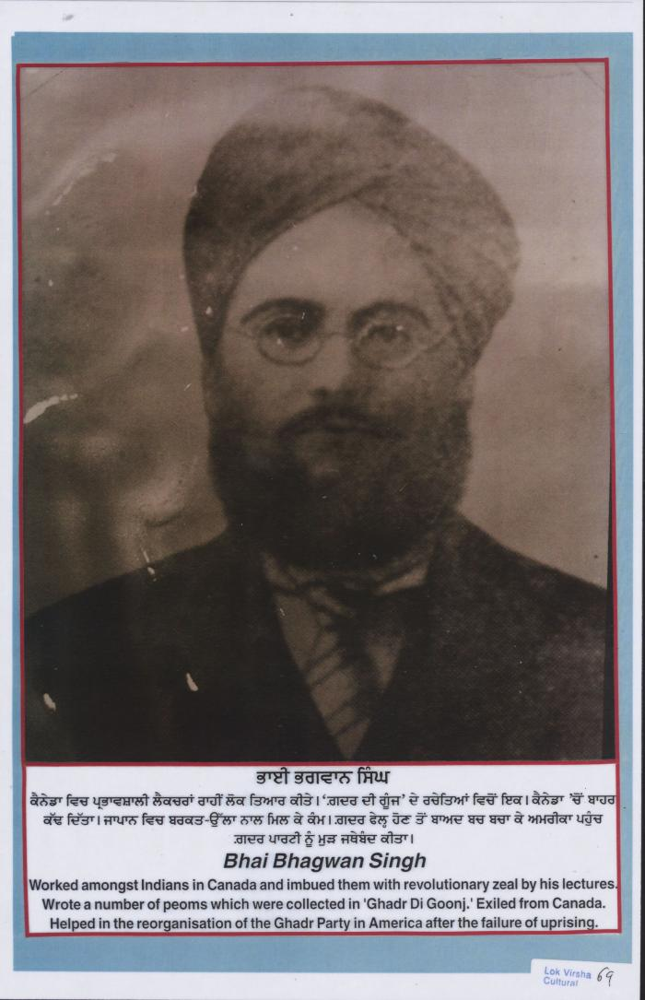 ਭਾਈ ਭਗਵਾਨ ਸਿੰਘ
ਕੈਨੇਡਾ ਵਿਚ ਪ੍ਰਭਾਵਸ਼ਾਲੀ ਲੈਕਚਰਾਂ ਰਾਹੀਂ ਲੋਕ ਤਿਆਰ ਕੀਤੇ। 'ਗ਼ਦਰ ਦੀ ਗੂੰਜ' ਦੇ ਰਚੇਤਿਆਂ ਵਿਚੋਂ ਇਕ। ਕੈਨੇਡਾ 'ਚੋਂ ਬਾਹਰ
ਕੱਢ ਦਿੱਤਾ। ਜਾਪਾਨ ਵਿਚ ਬਰਕਤ-ਉੱਲਾ ਨਾਲ ਮਿਲ ਕੇ ਕੰਮ। ਗ਼ਦਰ ਫੇਲ੍ਹ ਹੋਣ ਤੋਂ ਬਾਅਦ ਬਚ ਬਚਾ ਕੇ ਅਮਰੀਕਾ ਪਹੁੰਚ
ਗ਼ਦਰ ਪਾਰਟੀ ਨੂੰ ਮੁੜ ਜਥੇਬੰਦ ਕੀਤਾ।
Bhai Bhagwan Singh
Worked amongst Indians in Canada and imbued them with revolutionary zeal by his lectures.
Wrote a number of peoms which were collected in 'Ghadr Di Goonj.' Exiled from Canada.
Helped in the reorganisation of the Ghadr Party in America after the failure of uprising.
Lok Virsha 69
Cultural